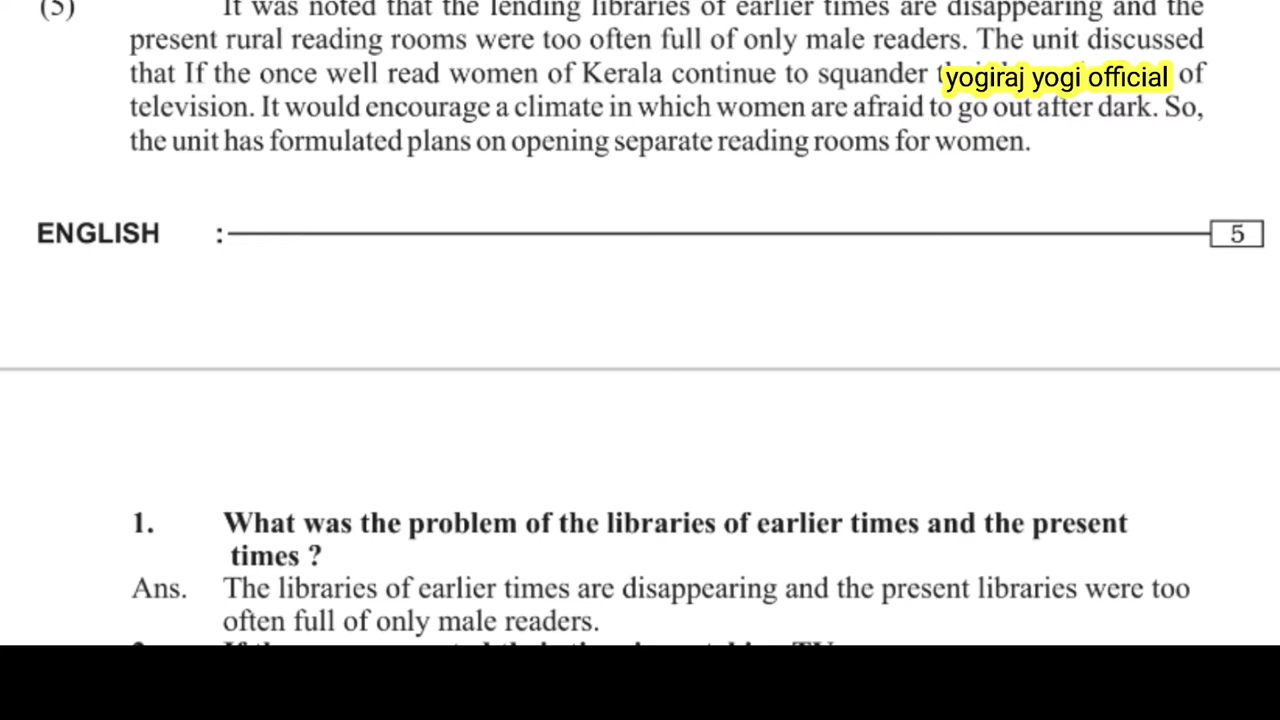 (5) It was noted that the lending libraries of earlier times are disappearing and the
present rural reading rooms were too often full of only male readers. The unit discussed
that If the once well read women of Kerala continue to squander yogiraj yogi official of
television. It would encourage a climate in which women are afraid to go out after dark. So,
the unit has formulated plans on opening separate reading rooms for women.
ENGLISH : 5
1. What was the problem of the libraries of earlier times and the present
times ?
Ans. The libraries of earlier times are disappearing and the present libraries were too
often full of only male readers.